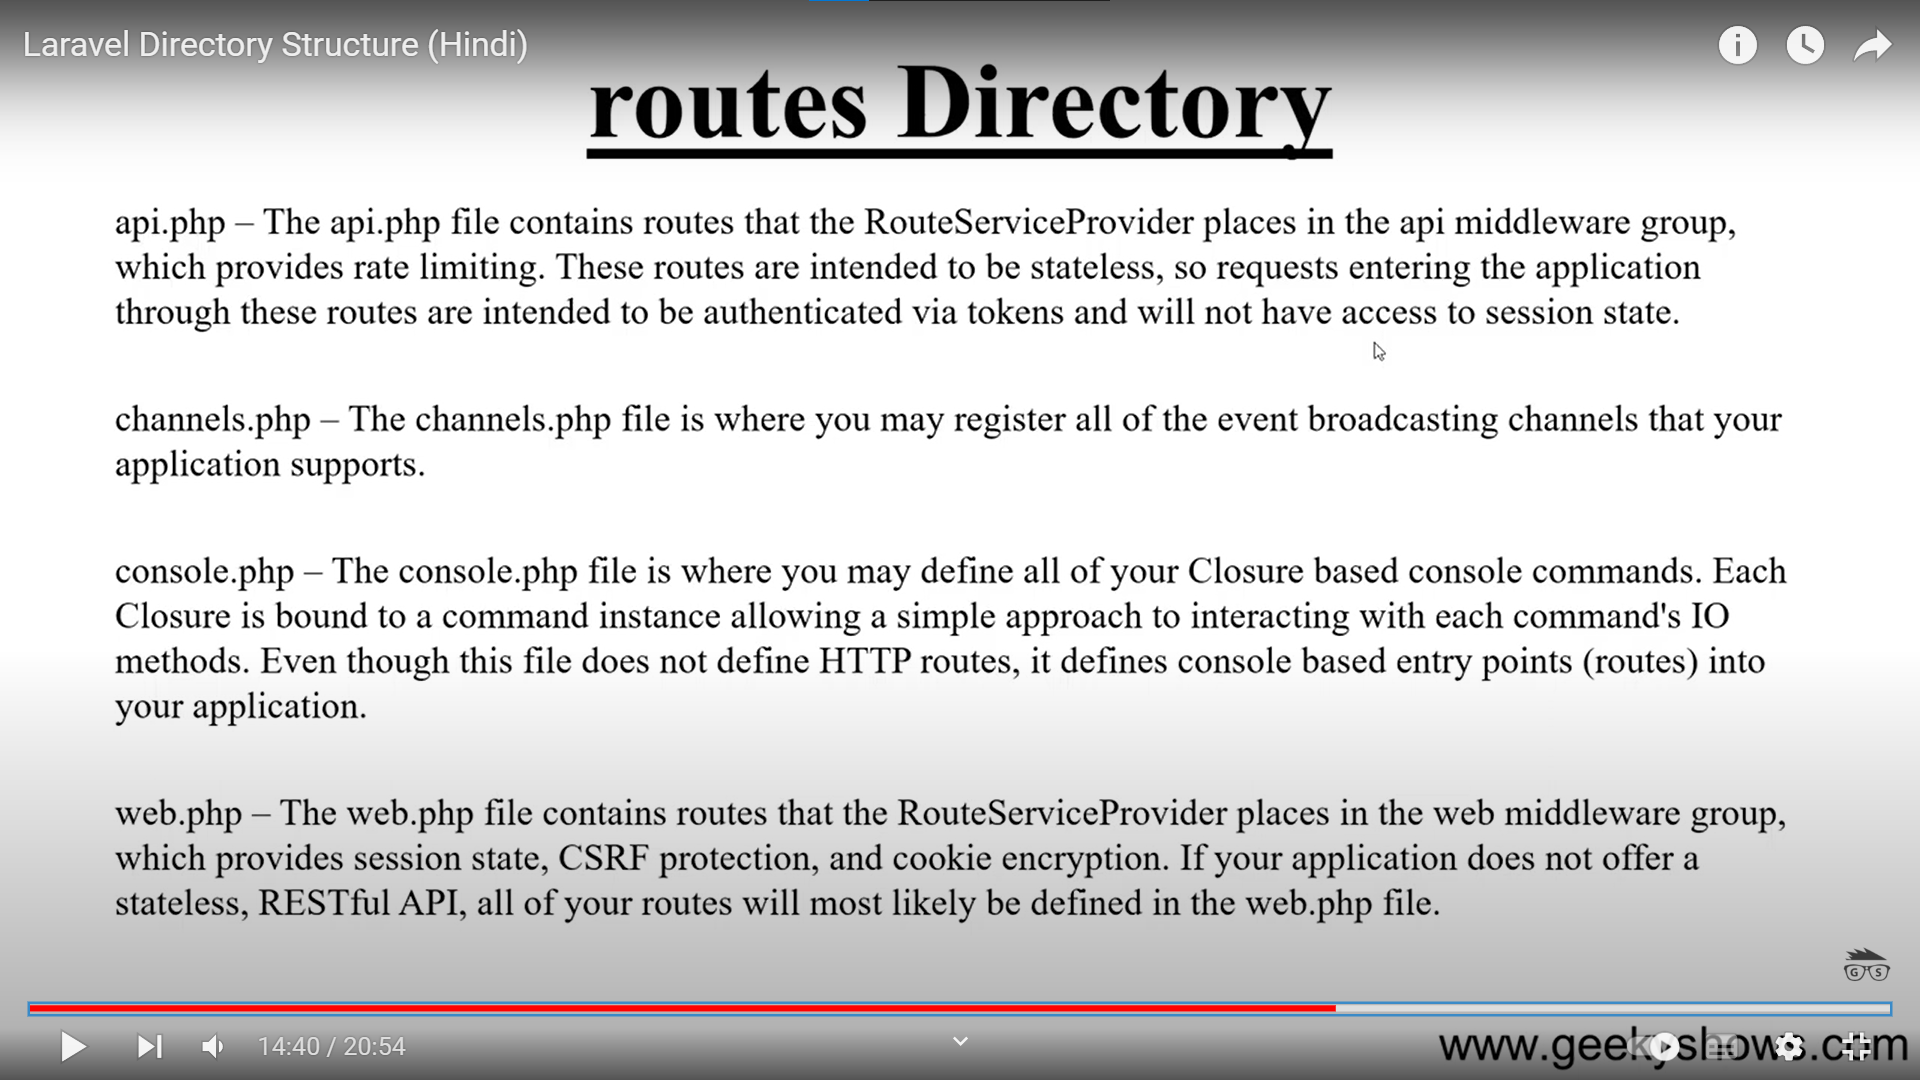 Laravel Directory Structure (Hindi)
routes Directory
api.php – The api.php file contains routes that the RouteServiceProvider places in the api middleware group,
which provides rate limiting. These routes are intended to be stateless, so requests entering the application
through these routes are intended to be authenticated via tokens and will not have access to session state.
channels.php – The channels.php file is where you may register all of the event broadcasting channels that your
application supports.
console.php – The console.php file is where you may define all of your Closure based console commands. Each
Closure is bound to a command instance allowing a simple approach to interacting with each command's IO
methods. Even though this file does not define HTTP routes, it defines console based entry points (routes) into
your application.
web.php – The web.php file contains routes that the RouteServiceProvider places in the web middleware group,
which provides session state, CSRF protection, and cookie encryption. If your application does not offer a
stateless, RESTful API, all of your routes will most likely be defined in the web.php file.
G S
14:40 / 20:54
www.geekyshows.com